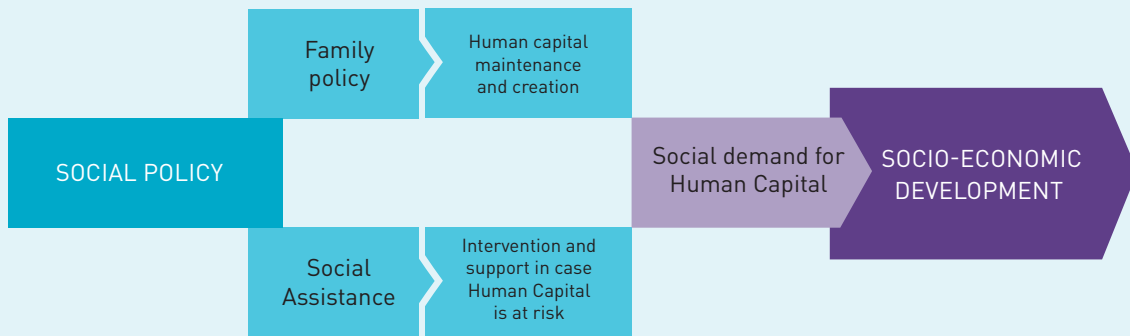 Family
policy
Human capital
maintenance
and creation
SOCIAL POLICY
Social demand for
Human Capital
SOCIO-ECONOMIC
DEVELOPMENT
Social
Assistance
Intervention and
support in case
Human Capital
is at risk